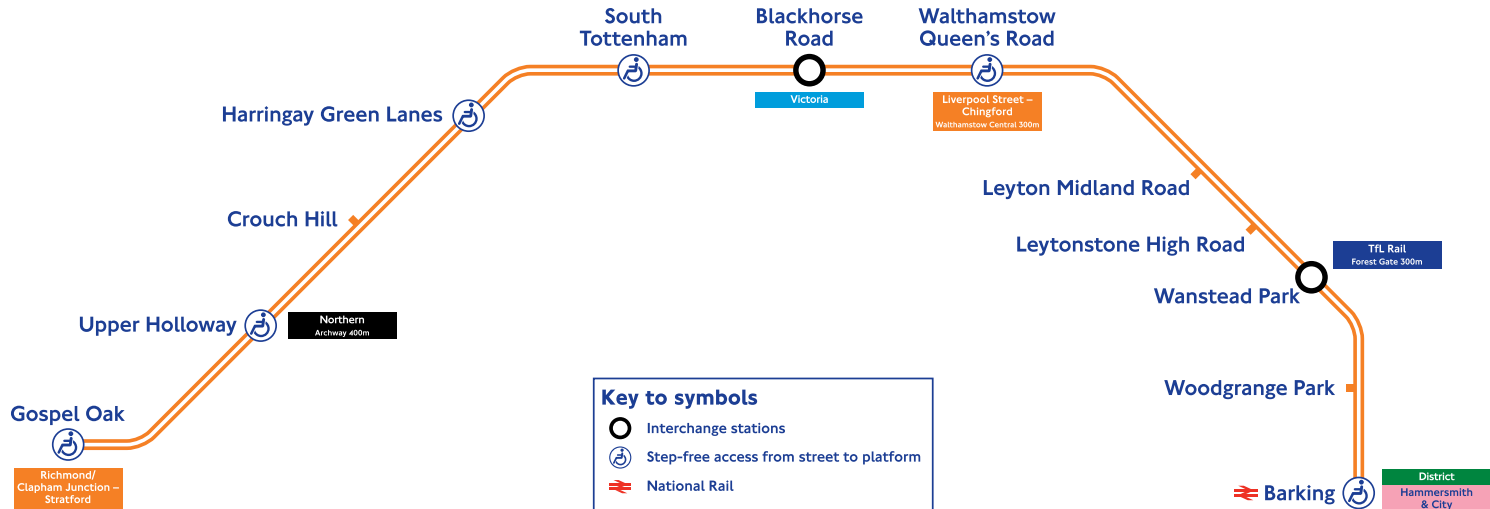 South
Tottenham
Blackhorse
Road
Victoria
Walthamstow
Queen's Road
Liverpool Street –
Chingford
Walthamstow Central 300m
Harringay Green Lanes
Crouch Hill
Upper Holloway
Northern
Archway 400m
Gospel Oak
Richmond/
Clapham Junction –
Stratford
Leyton Midland Road
Leytonstone High Road
TfL Rail
Forest Gate 300m
Wanstead Park
Woodgrange Park
Barking
District
Hammersmith
& City
Key to symbols
Interchange stations
Step-free access from street to platform
National Rail